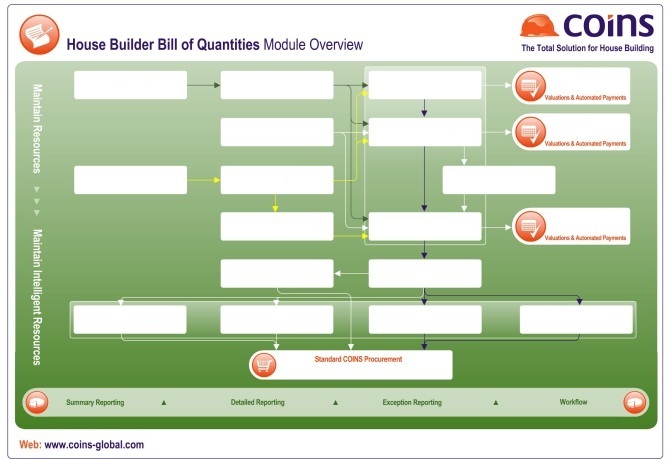 House Builder Bill of Quantities Module Overview
coins
The Total Solution for House Building
Maintain Resources
Maintain Intelligent Resources
Valuations & Automated Payments
Valuations & Automated Payments
Valuations & Automated Payments
Standard COINS Procurement
Summary Reporting ▲ Detailed Reporting ▲ Exception Reporting ▲ Workflow
Web: www.coins-global.com